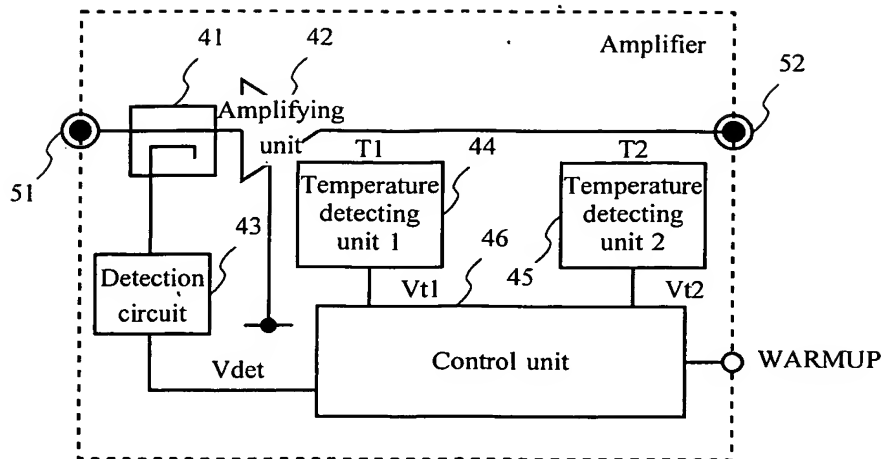 41
42
Amplifier
52
Amplifying
unit
51
T1
44
T2
Temperature
detecting
unit 1
Temperature
detecting
unit 2
43
46
45
Detection
circuit
Vt1
Vt2
Control unit
WARMUP
Vdet